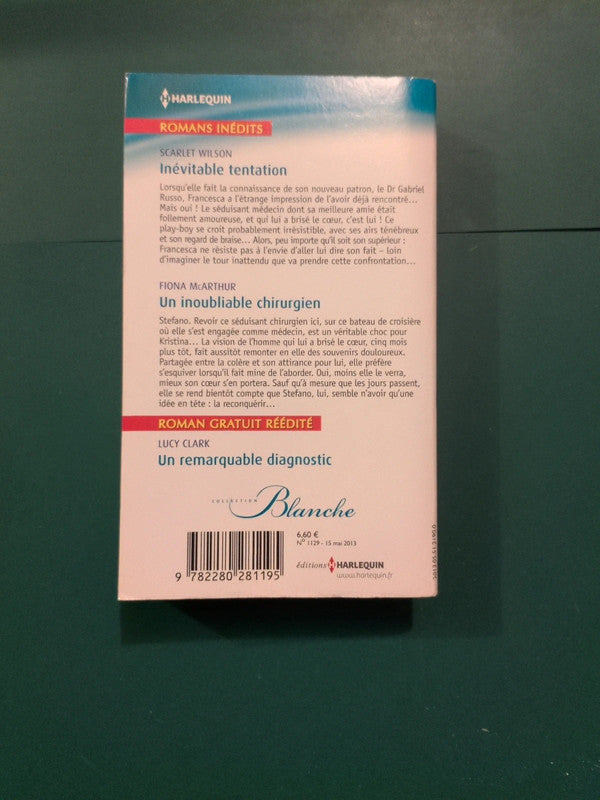 HARLEQUIN
ROMANS INÉDITS
SCARLET WILSON
Inévitable tentation
Lorsqu'elle fait la connaissance de son nouveau patron, le Dr Gabriel
Russo, Francesca a l'étrange impression de l'avoir déjà rencontré…
Mais oui ! Le séduisant médecin dont sa meilleure amie était
follement amoureuse, et qui lui a brisé le cœur, c'est lui ! Ce
play-boy se croit probablement irrésistible, avec ses airs ténébreux
et son regard de braise… Alors, peu importe qu'il soit son supérieur :
Francesca ne résiste pas à l'envie d'aller lui dire son fait – loin
d'imaginer le tour inattendu que va prendre cette confrontation…
FIONA McARTHUR
Un inoubliable chirurgien
Stefano. Revoir ce séduisant chirurgien ici, sur ce bateau de croisière
où elle s'est engagée comme médecin, est un véritable choc pour
Kristina… La vision de l'homme qui lui a brisé le cœur, cinq mois
plus tôt, fait aussitôt remonter en elle des souvenirs douloureux.
Partagée entre la colère et son attirance pour lui, elle préfère
s'esquiver lorsqu'il fait mine de l'aborder. Oui, moins elle le verra,
mieux son cœur s'en portera. Sauf qu'à mesure que les jours passent,
elle se rend bientôt compte que Stefano, lui, semble n'avoir qu'une
idée en tête : la reconquérir…
ROMAN GRATUIT RÉÉDITÉ
LUCY CLARK
Un remarquable diagnostic
COLLECTION Blanche
6,60 €
N° 1129 - 15 mai 2013
9 782280 281195
éditions HARLEQUIN
www.harlequin.fr